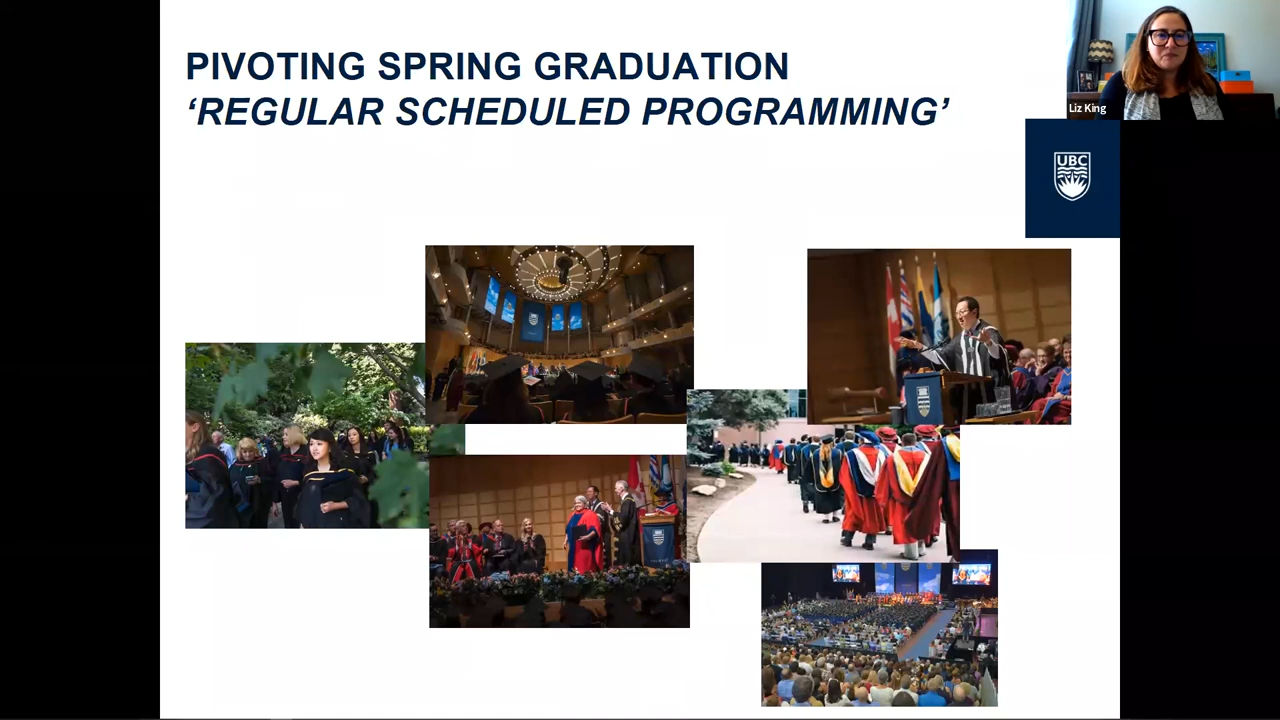 PIVOTING SPRING GRADUATION
‘REGULAR SCHEDULED PROGRAMMING’
Liz King
UBC